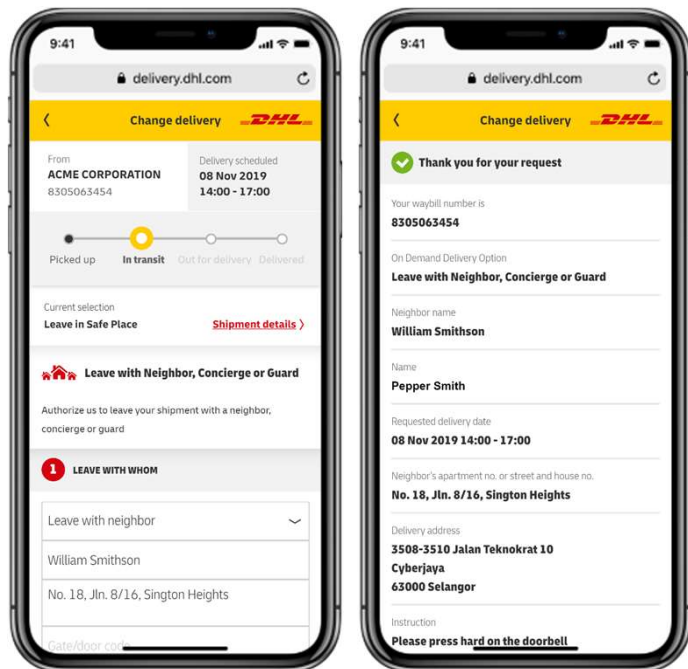 9:41
delivery.dhl.com
Change delivery
DHL
From
ACME CORPORATION
8305063454
Delivery scheduled
08 Nov 2019
14:00 - 17:00
Picked up
In transit
Out for delivery
Delivered
Current selection
Leave in Safe Place
Shipment details
Leave with Neighbor, Concierge or Guard
Authorize us to leave your shipment with a neighbor,
concierge or guard
1 LEAVE WITH WHOM
Leave with neighbor
William Smithson
No. 18, Jln. 8/16, Sington Heights
Gate/door code
9:41
delivery.dhl.com
Change delivery
DHL
Thank you for your request
Your waybill number is
8305063454
On Demand Delivery Option
Leave with Neighbor, Concierge or Guard
Neighbor name
William Smithson
Name
Pepper Smith
Requested delivery date
08 Nov 2019 14:00 - 17:00
Neighbor's apartment no. or street and house no.
No. 18, Jln. 8/16, Sington Heights
Delivery address
3508-3510 Jalan Teknokrat 10
Cyberjaya
63000 Selangor
Instruction
Please press hard on the doorbell